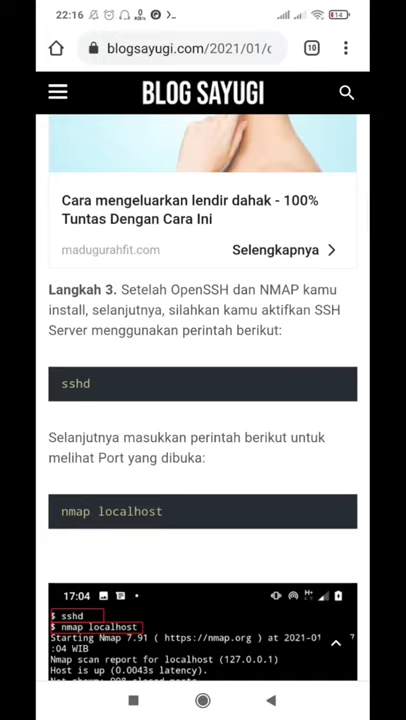 22:16
14
blogsayugi.com/2021/01/c
10
BLOG SAYUGI
Cara mengeluarkan lendir dahak - 100%
Tuntas Dengan Cara Ini
madugurahfit.com
Selengkapnya
Langkah 3. Setelah OpenSSH dan NMAP kamu
install, selanjutnya, silahkan kamu aktifkan SSH
Server menggunakan perintah berikut:
sshd
Selanjutnya masukkan perintah berikut untuk
melihat Port yang dibuka:
nmap localhost
17:04
$ sshd
$ nmap localhost
Starting Nmap 7.91 ( https://nmap.org ) at 2021-01 7
:04 WIB
Nmap scan report for localhost (127.0.0.1)
Host is up (0.0043s latency).